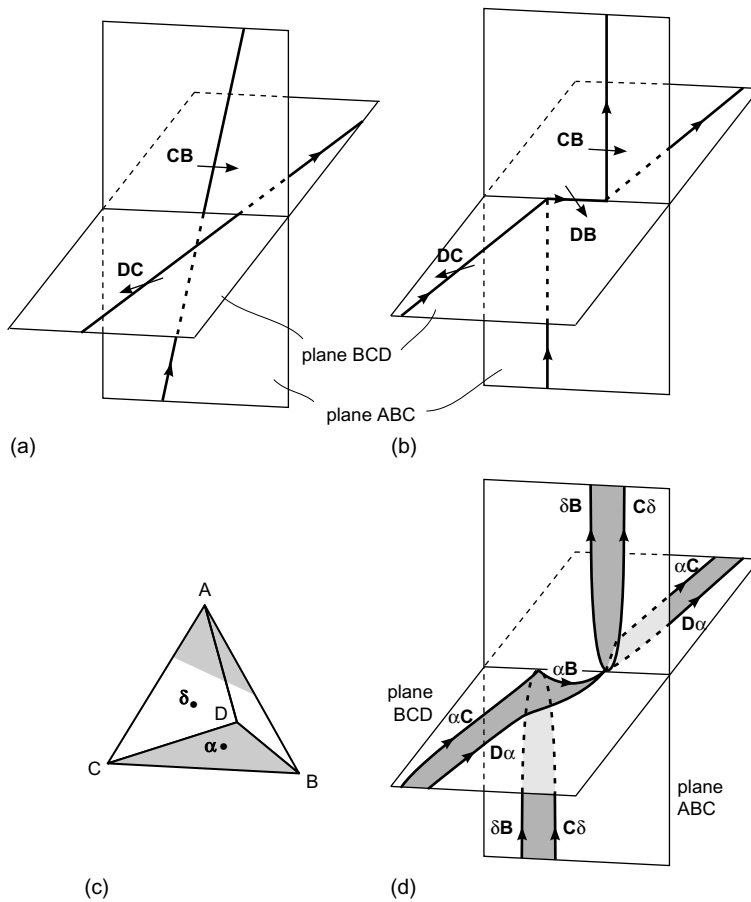 CB
DC
plane BCD
plane ABC
(a)
CB
DB
DC
(b)
A
δ
D
α
C
B
(c)
δB
Cδ
αC
Dα
αB
plane
BCD
αC
Dα
δB
Cδ
plane
ABC
(d)